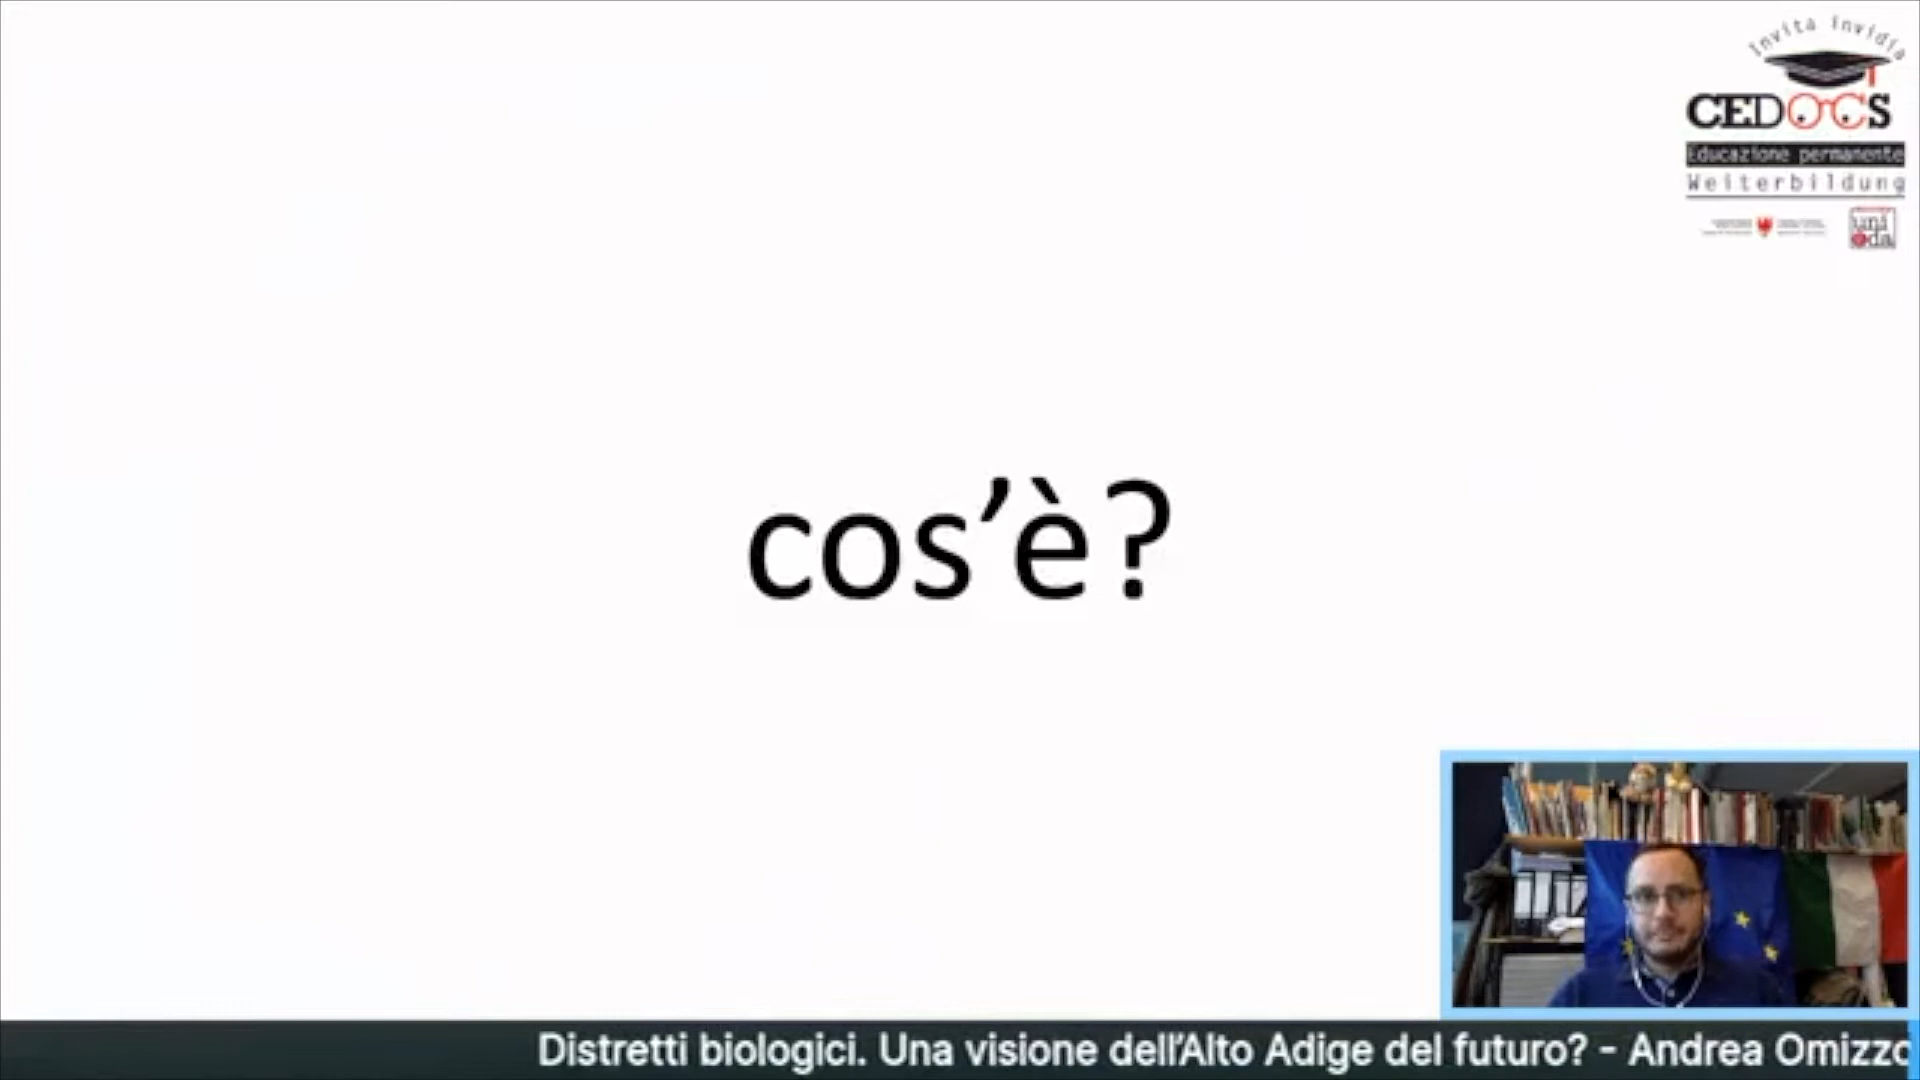 Invita Invidia
CEDOCS
Educazione permanente
Weiterbildung
uni
eda
cos’è?
Distretti biologici. Una visione dell’Alto Adige del futuro? - Andrea Omizzo